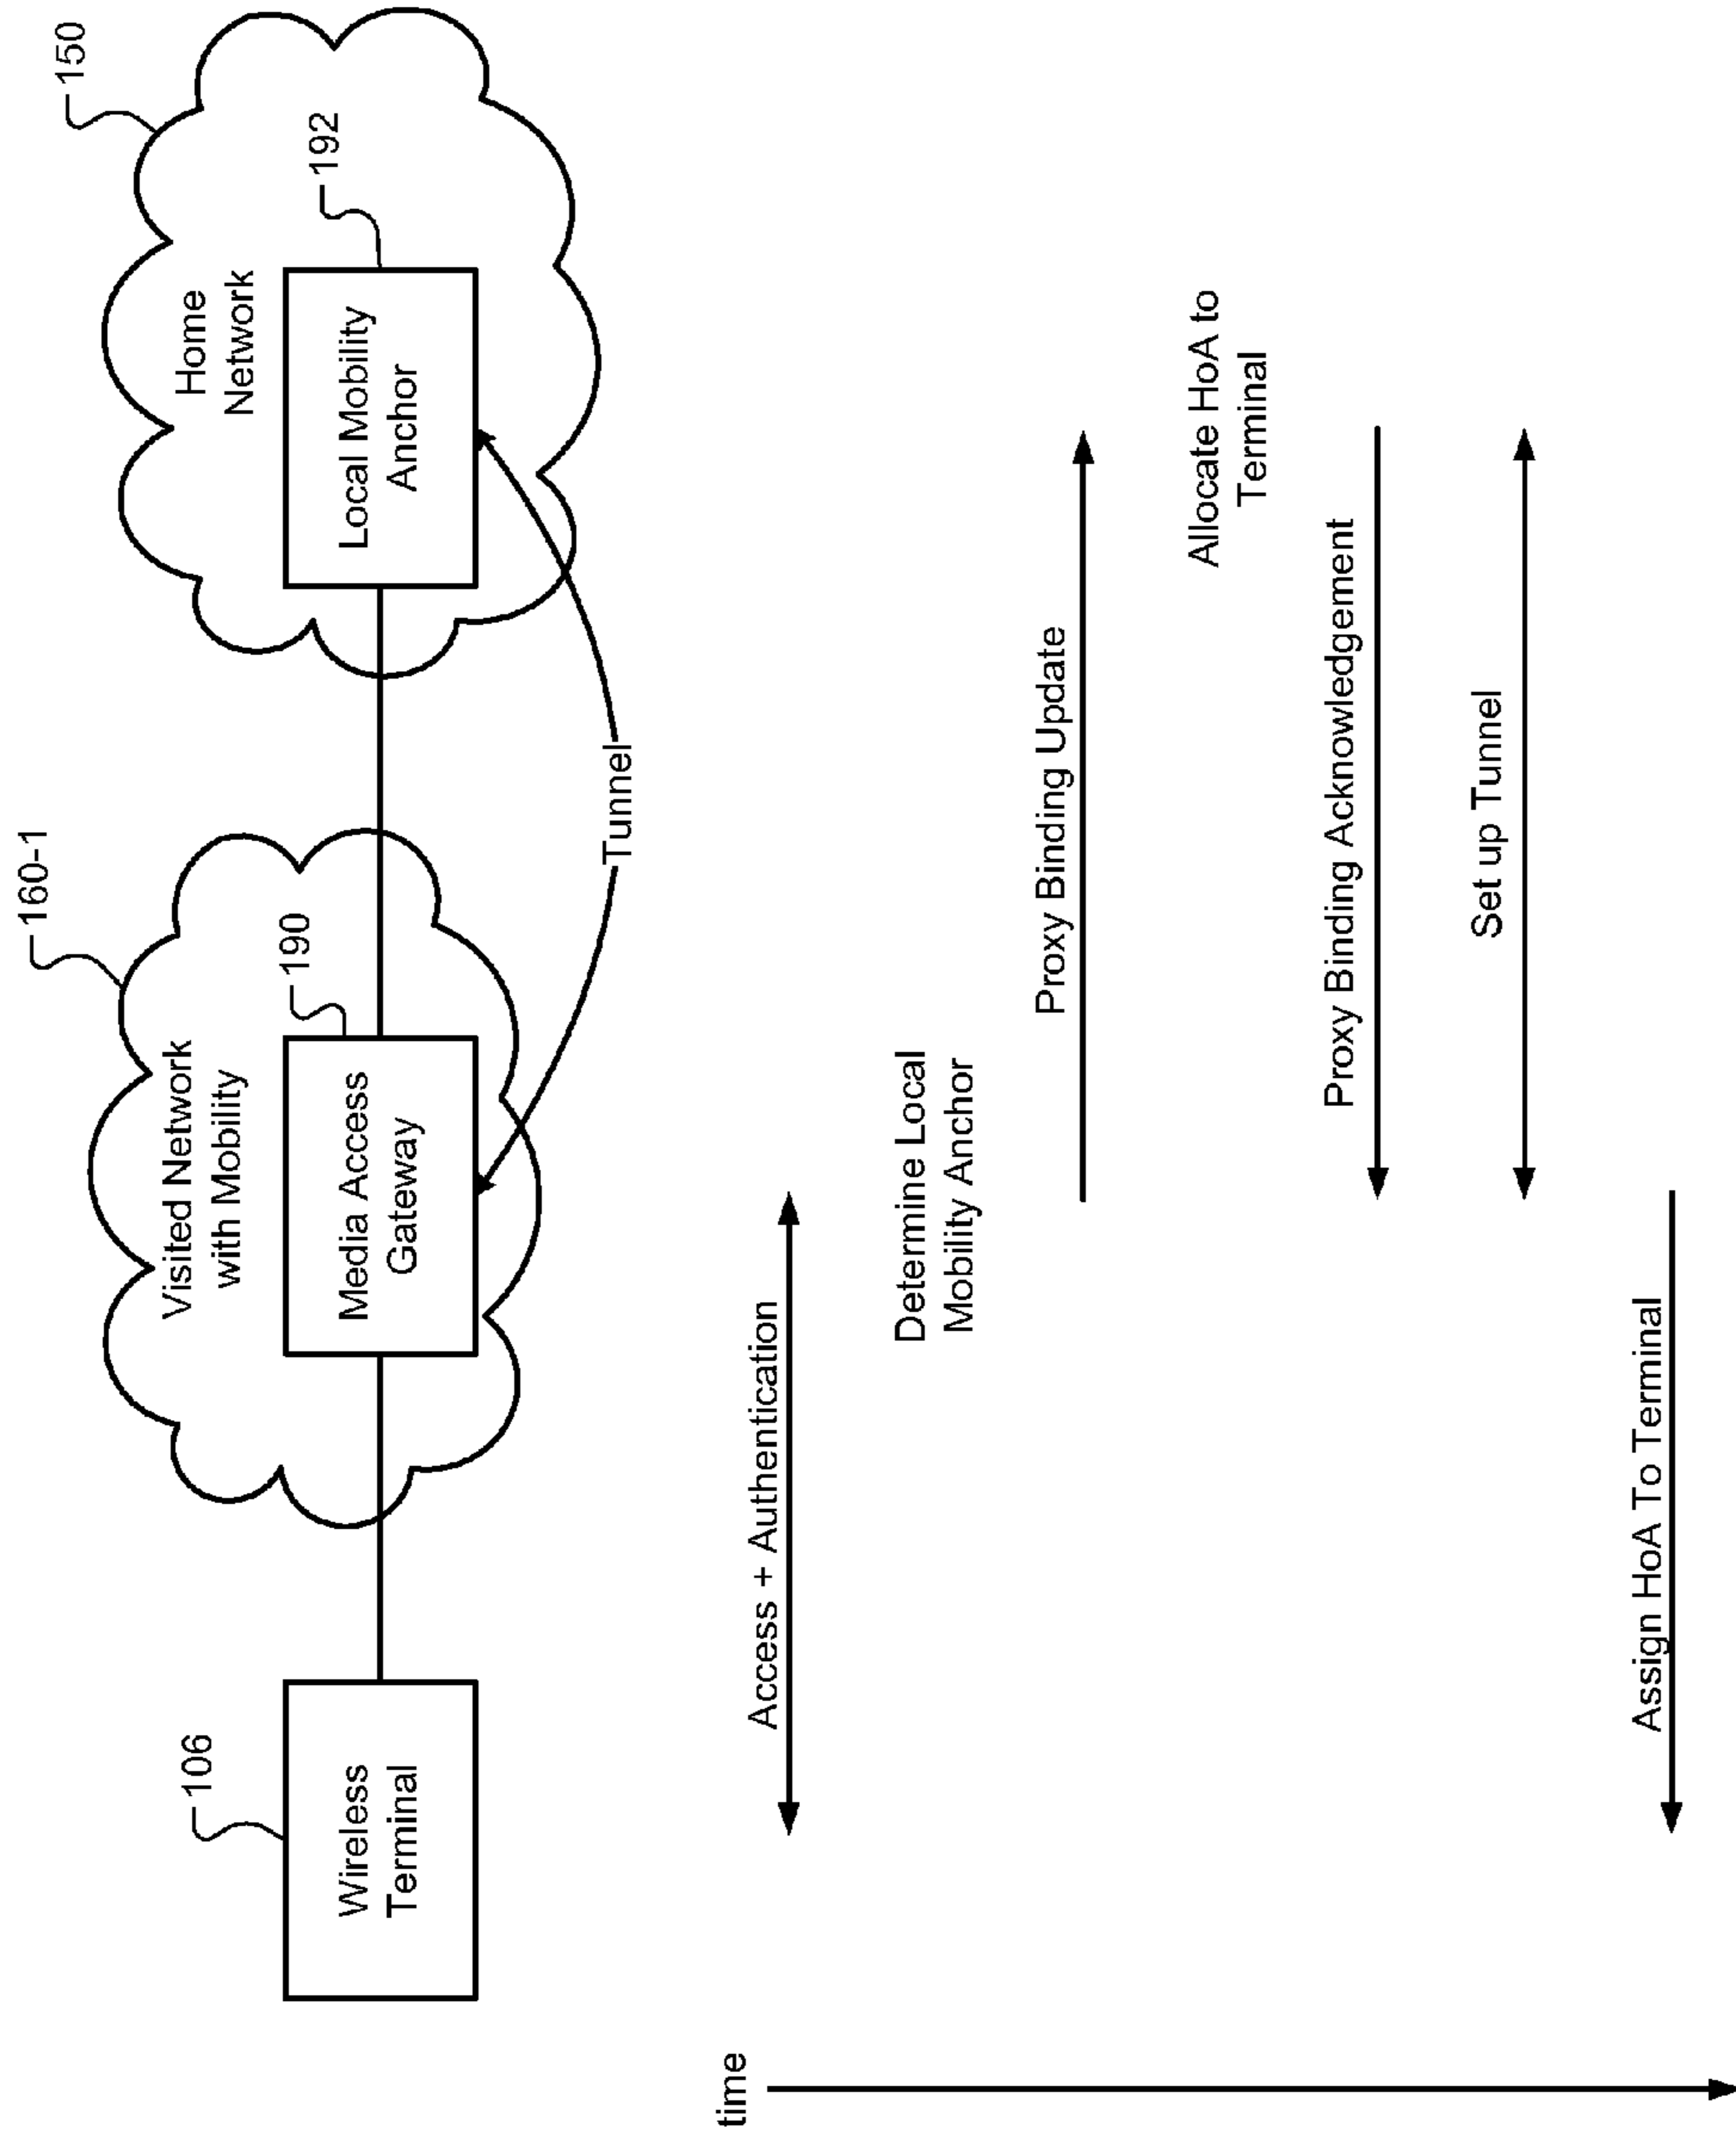 160-1
150
106
190
192
Visited Network
with Mobility
Home
Network
Wireless
Terminal
Media Access
Gateway
Local Mobility
Anchor
Tunnel
time
Access + Authentication
Determine Local
Mobility Anchor
Proxy Binding Update
Allocate HoA to
Terminal
Proxy Binding Acknowledgement
Set up Tunnel
Assign HoA To Terminal